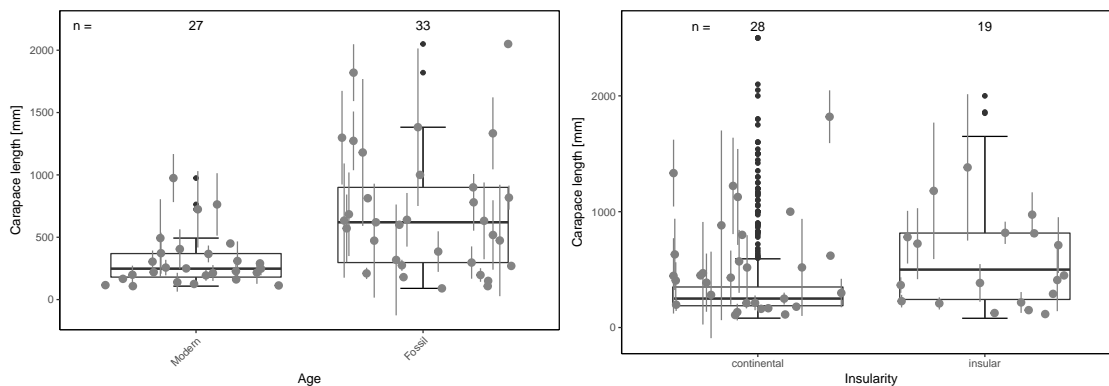 n = 27 33
2000
1500
1000
500
0
Carapace length [mm]
Modern Fossil
Age
n = 28 19
2000
1000
0
Carapace length [mm]
continental insular
Insularity